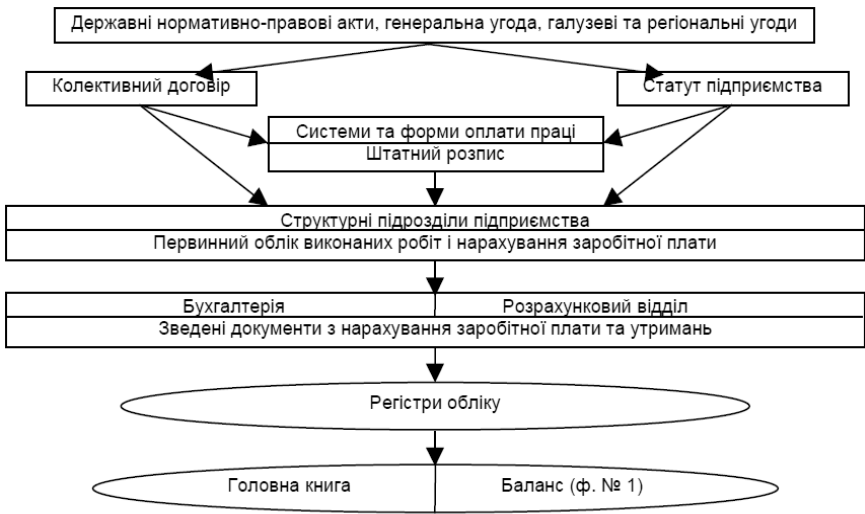 Державні нормативно-правові акти, генеральна угода, галузеві та регіональні угоди
Колективний договір
Статут підприємства
Системи та форми оплати праці
Штатний розпис
Структурні підрозділи підприємства
Первинний облік виконаних робіт і нарахування заробітної плати
Бухгалтерія
Розрахунковий відділ
Зведені документи з нарахування заробітної плати та утримань
Регістри обліку
Головна книга
Баланс (ф. № 1)